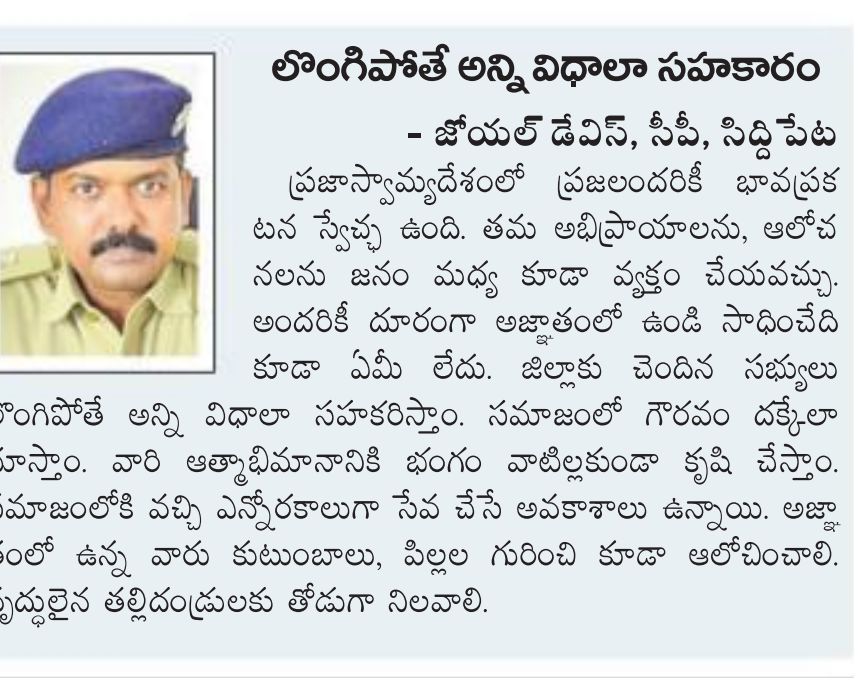 లొంగిపోతే అన్ని విధాలా సహకారం
- జోయల్ డేవిస్, సీపీ, సిద్దిపేట
ప్రజాస్వామ్యదేశంలో ప్రజలందరికీ భావప్రక
టన స్వేచ్ఛ ఉంది. తమ అభిప్రాయాలను, ఆలోచ
నలను జనం మధ్య కూడా వ్యక్తం చేయవచ్చు.
అందరికీ దూరంగా అజ్ఞాతంలో ఉండి సాధించేది
కూడా ఏమీ లేదు. జిల్లాకు చెందిన సభ్యులు
లొంగిపోతే అన్ని విధాలా సహకరిస్తాం. సమాజంలో గౌరవం దక్కేలా
చూస్తాం. వారి ఆత్మాభిమానానికి భంగం వాటిల్లకుండా కృషి చేస్తాం.
సమాజంలోకి వచ్చి ఎన్నోరకాలుగా సేవ చేసే అవకాశాలు ఉన్నాయి. అజ్ఞా
తంలో ఉన్న వారు కుటుంబాలు, పిల్లల గురించి కూడా ఆలోచించాలి.
వృద్ధులైన తల్లిదండ్రులకు తోడుగా నిలవాలి.